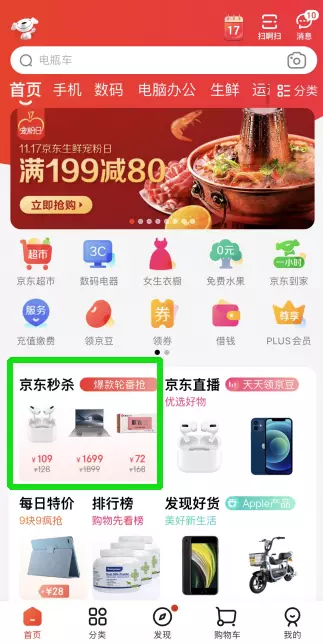 17
扫啊扫
10
消息
电瓶车
首页 手机 数码 电脑办公 生鲜 运动 分类
宠粉日
11.17京东生鲜宠粉日
满199减80
立即抢购
超市
3C
0元
一小时
京东超市 数码电器 女生衣橱 免费水果 京东到家
服务
券
尊享
充值缴费 领京豆 领券 借钱 PLUS会员
京东秒杀 爆款轮番抢
¥109 ¥1699 ¥72
¥128 ¥1899 ¥168
京东直播 天天领京豆
优选好物
每日特价 排行榜 发现好货 Apple产品
9块9疯抢 购物先看榜 美好新生活
¥28
首页 分类 发现 购物车 我的